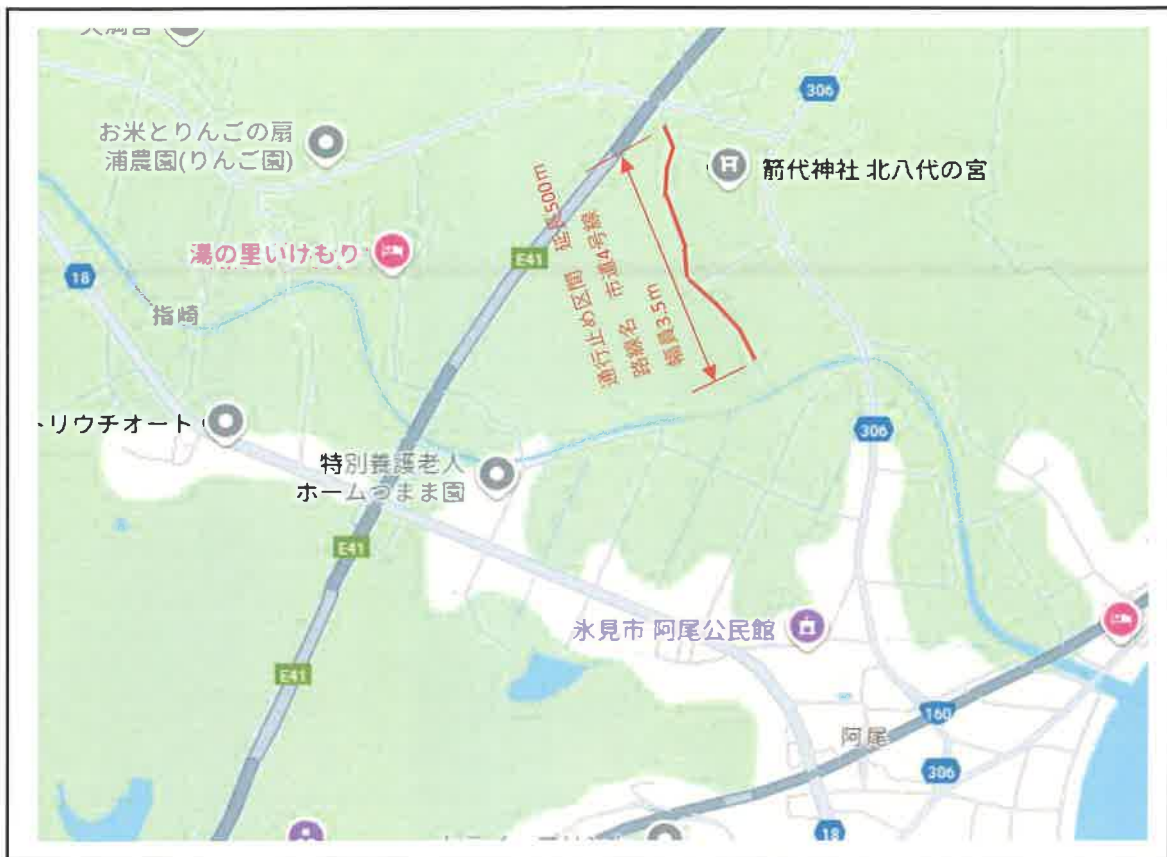 306
お米とりんごの扇
浦農園(りんご園)
箭代神社 北八代の宮
湯の里いけもり
E41
18
指崎
通行止め区間 延長500m
路線名 市道4号線
幅員3.5m
トリウチオート
306
特別養護老人
ホームつまま園
E41
氷見市 阿尾公民館
E41
160
阿尾
306
18